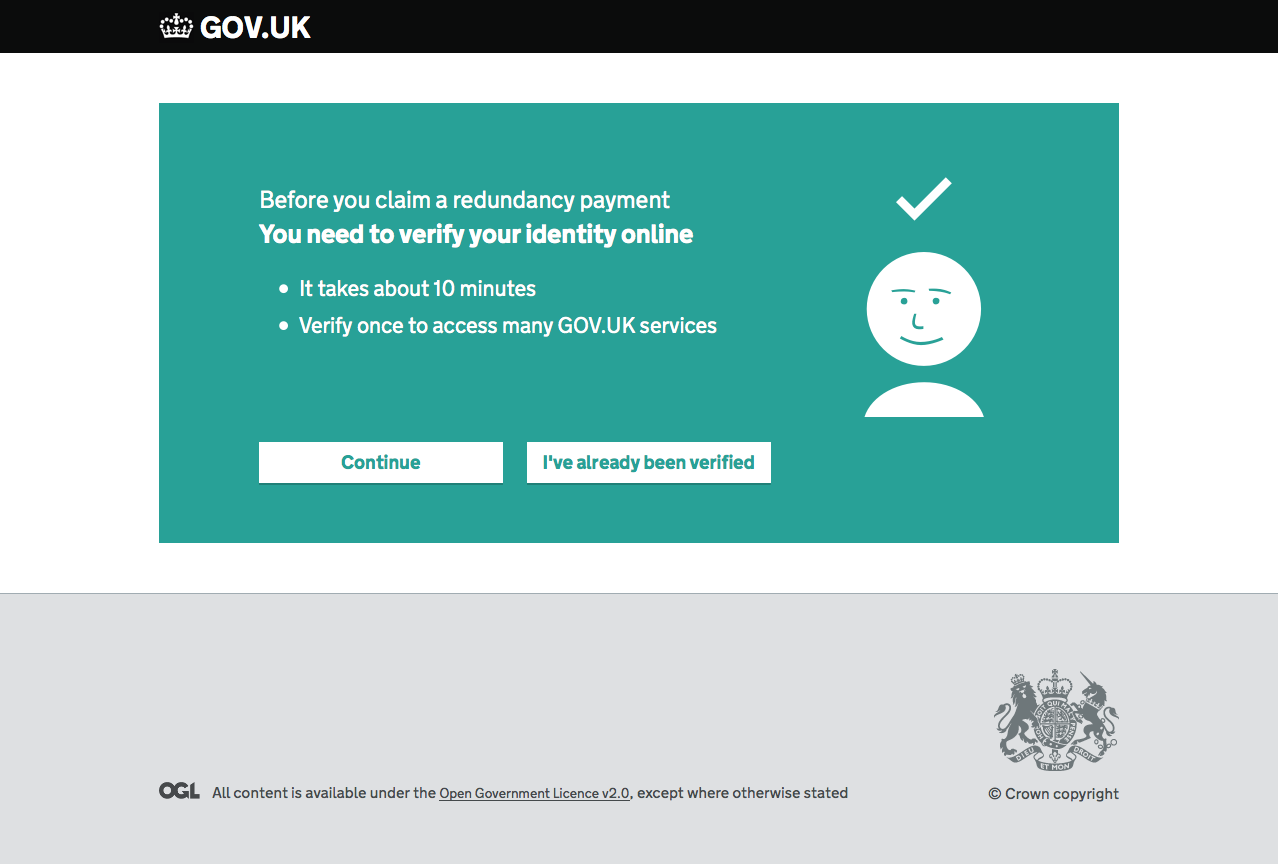 GOV.UK
Before you claim a redundancy payment
You need to verify your identity online
• It takes about 10 minutes
• Verify once to access many GOV.UK services
Continue
I've already been verified
DIEU ET MON DROIT
OGL All content is available under the Open Government Licence v2.0, except where otherwise stated
© Crown copyright